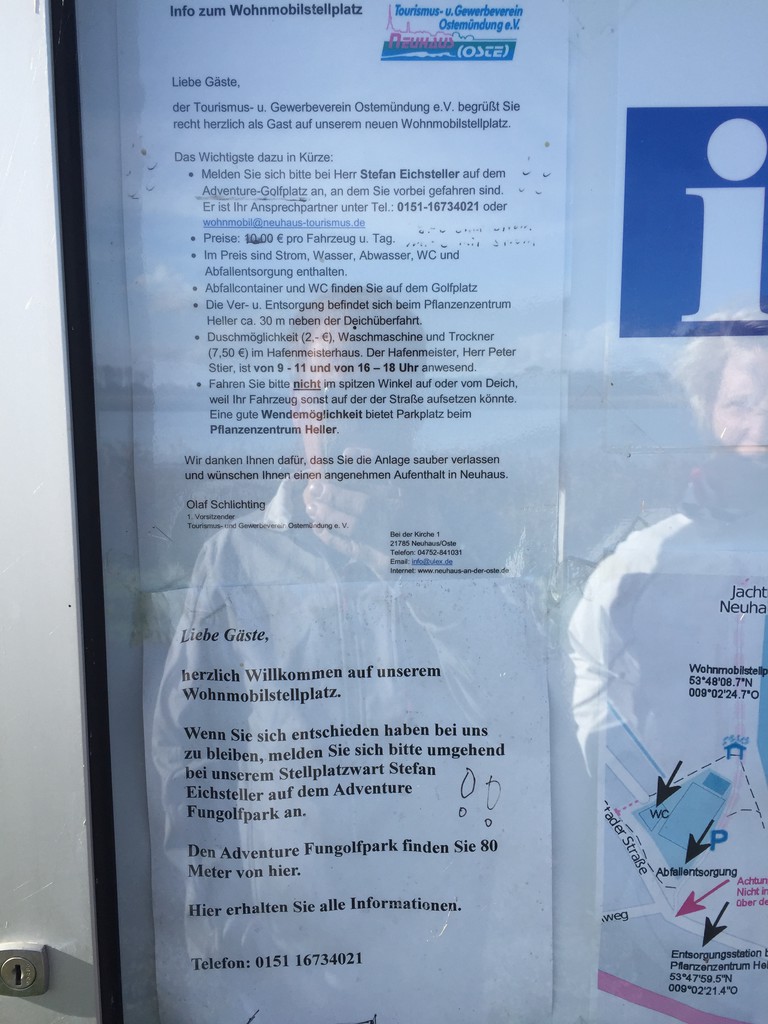 Info zum Wohnmobilstellplatz
Tourismus- u. Gewerbeverein
Ostemündung e.V.
Neuhaus
(OSTE)
Liebe Gäste,
der Tourismus- u. Gewerbeverein Ostemündung e.V. begrüßt Sie
recht herzlich als Gast auf unserem neuen Wohnmobilstellplatz.
Das Wichtigste dazu in Kürze:
• Melden Sie sich bitte bei Herr Stefan Eichsteller auf dem
Adventure-Golfplatz an, an dem Sie vorbei gefahren sind.
Er ist Ihr Ansprechpartner unter Tel.: 0151-16734021 oder
wohnmobil@neuhaus-tourismus.de
• Preise: 10,00 € pro Fahrzeug u. Tag.
• Im Preis sind Strom, Wasser, Abwasser, WC und
Abfallentsorgung enthalten.
• Abfallcontainer und WC finden Sie auf dem Golfplatz
• Die Ver- u. Entsorgung befindet sich beim Pflanzenzentrum
Heller ca. 30 m neben der Deichüberfahrt.
• Duschmöglichkeit (2,- €), Waschmaschine und Trockner
(7,50 €) im Hafenmeisterhaus. Der Hafenmeister, Herr Peter
Stier, ist von 9 - 11 und von 16 – 18 Uhr anwesend.
• Fahren Sie bitte nicht im spitzen Winkel auf oder vom Deich,
weil Ihr Fahrzeug sonst auf der der Straße aufsetzen könnte.
Eine gute Wendemöglichkeit bietet Parkplatz beim
Pflanzenzentrum Heller.
Wir danken Ihnen dafür, dass Sie die Anlage sauber verlassen
und wünschen Ihnen einen angenehmen Aufenthalt in Neuhaus.
Olaf Schlichting
1. Vorsitzender
Tourismus- und Gewerbeverein Ostemündung e. V.
Bei der Kirche 1
21785 Neuhaus/Oste
Telefon: 04752-841031
Email: info@ulex.de
Internet: www.neuhaus-an-der-oste.de
Liebe Gäste,
herzlich Willkommen auf unserem
Wohnmobilstellplatz.
Wenn Sie sich entschieden haben bei uns
zu bleiben, melden Sie sich bitte umgehend
bei unserem Stellplatzwart Stefan
Eichsteller auf dem Adventure
Fungolfpark an.
Den Adventure Fungolfpark finden Sie 80
Meter von hier.
Hier erhalten Sie alle Informationen.
Telefon: 0151 16734021
i
Jacht
Neuha
Wohnmobilstellp
53°48'08.7"N
009°02'24.7"O
WC
P
rader Straße
Abfallentsorgung
Achtun
Nicht in
über de
weg
Entsorgungsstation b
Pflanzenzentrum Hel
53°47'59.5"N
009°02'21.4"O